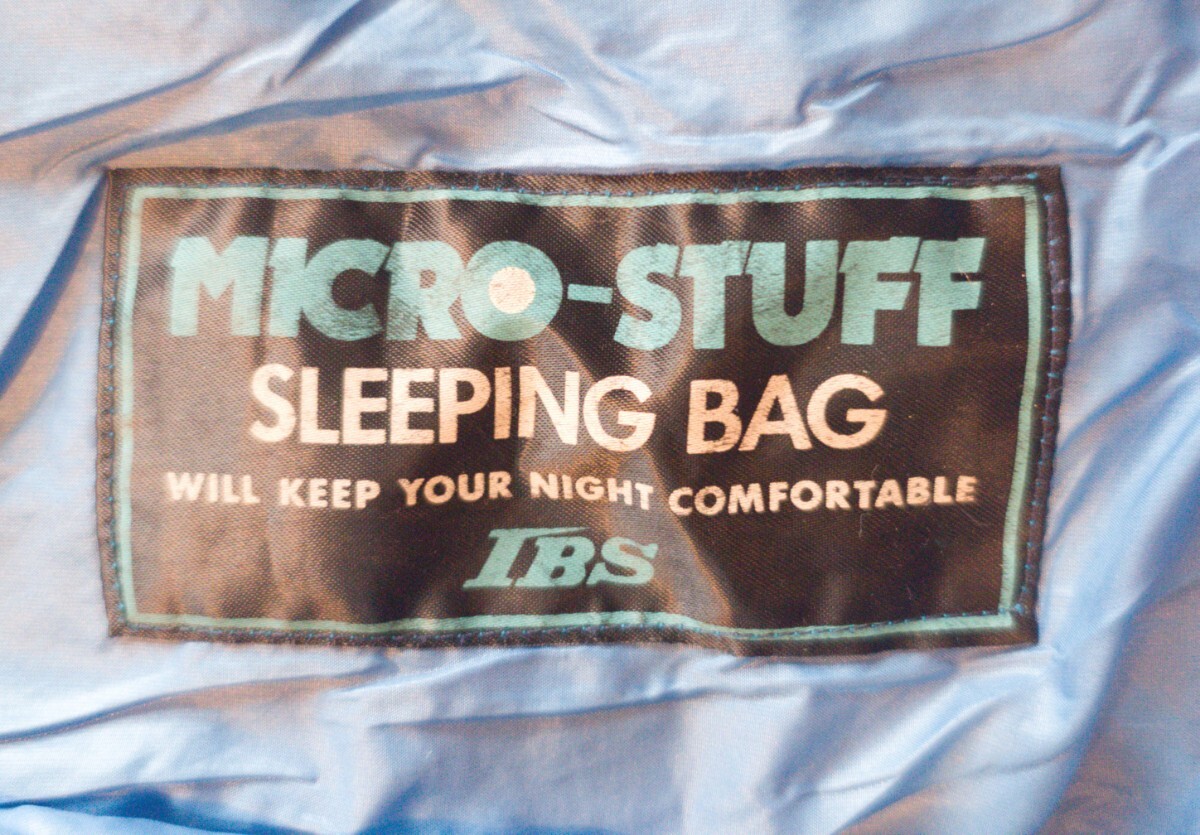 MICRO-STUFF
SLEEPING BAG
WILL KEEP YOUR NIGHT COMFORTABLE
IBS